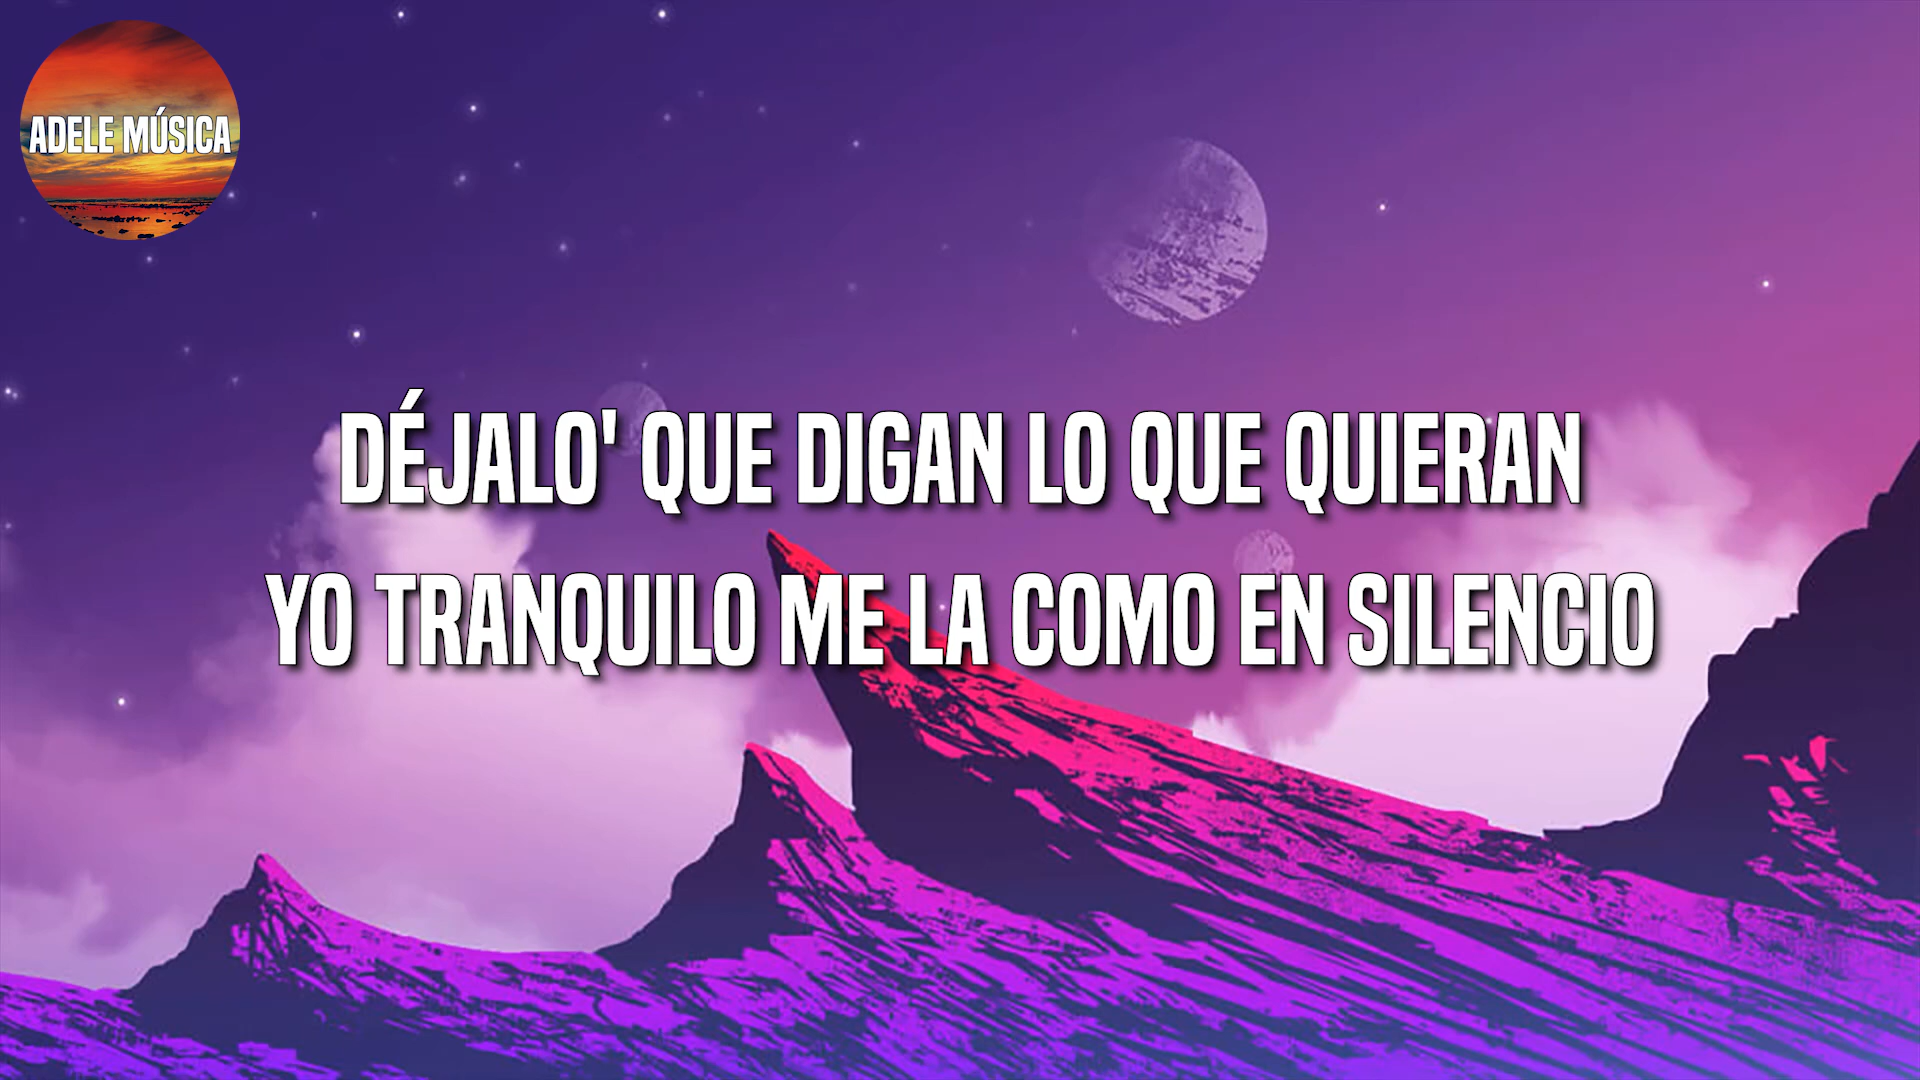 ADELE MÚSICA
DÉJALO' QUE DIGAN LO QUE QUIERAN
YO TRANQUILO ME LA COMO EN SILENCIO